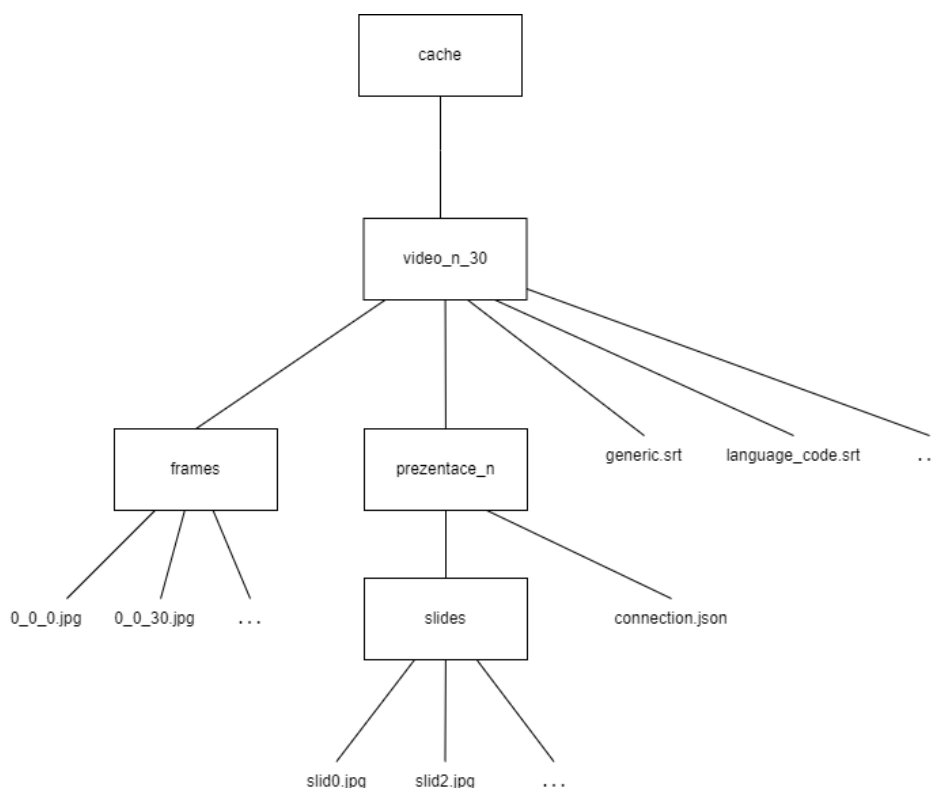 cache
video_n_30
frames
prezentace_n
generic.srt
language_code.srt
..
0_0_0.jpg
0_0_30.jpg
...
slides
connection.json
slid0.jpg
slid2.jpg
...